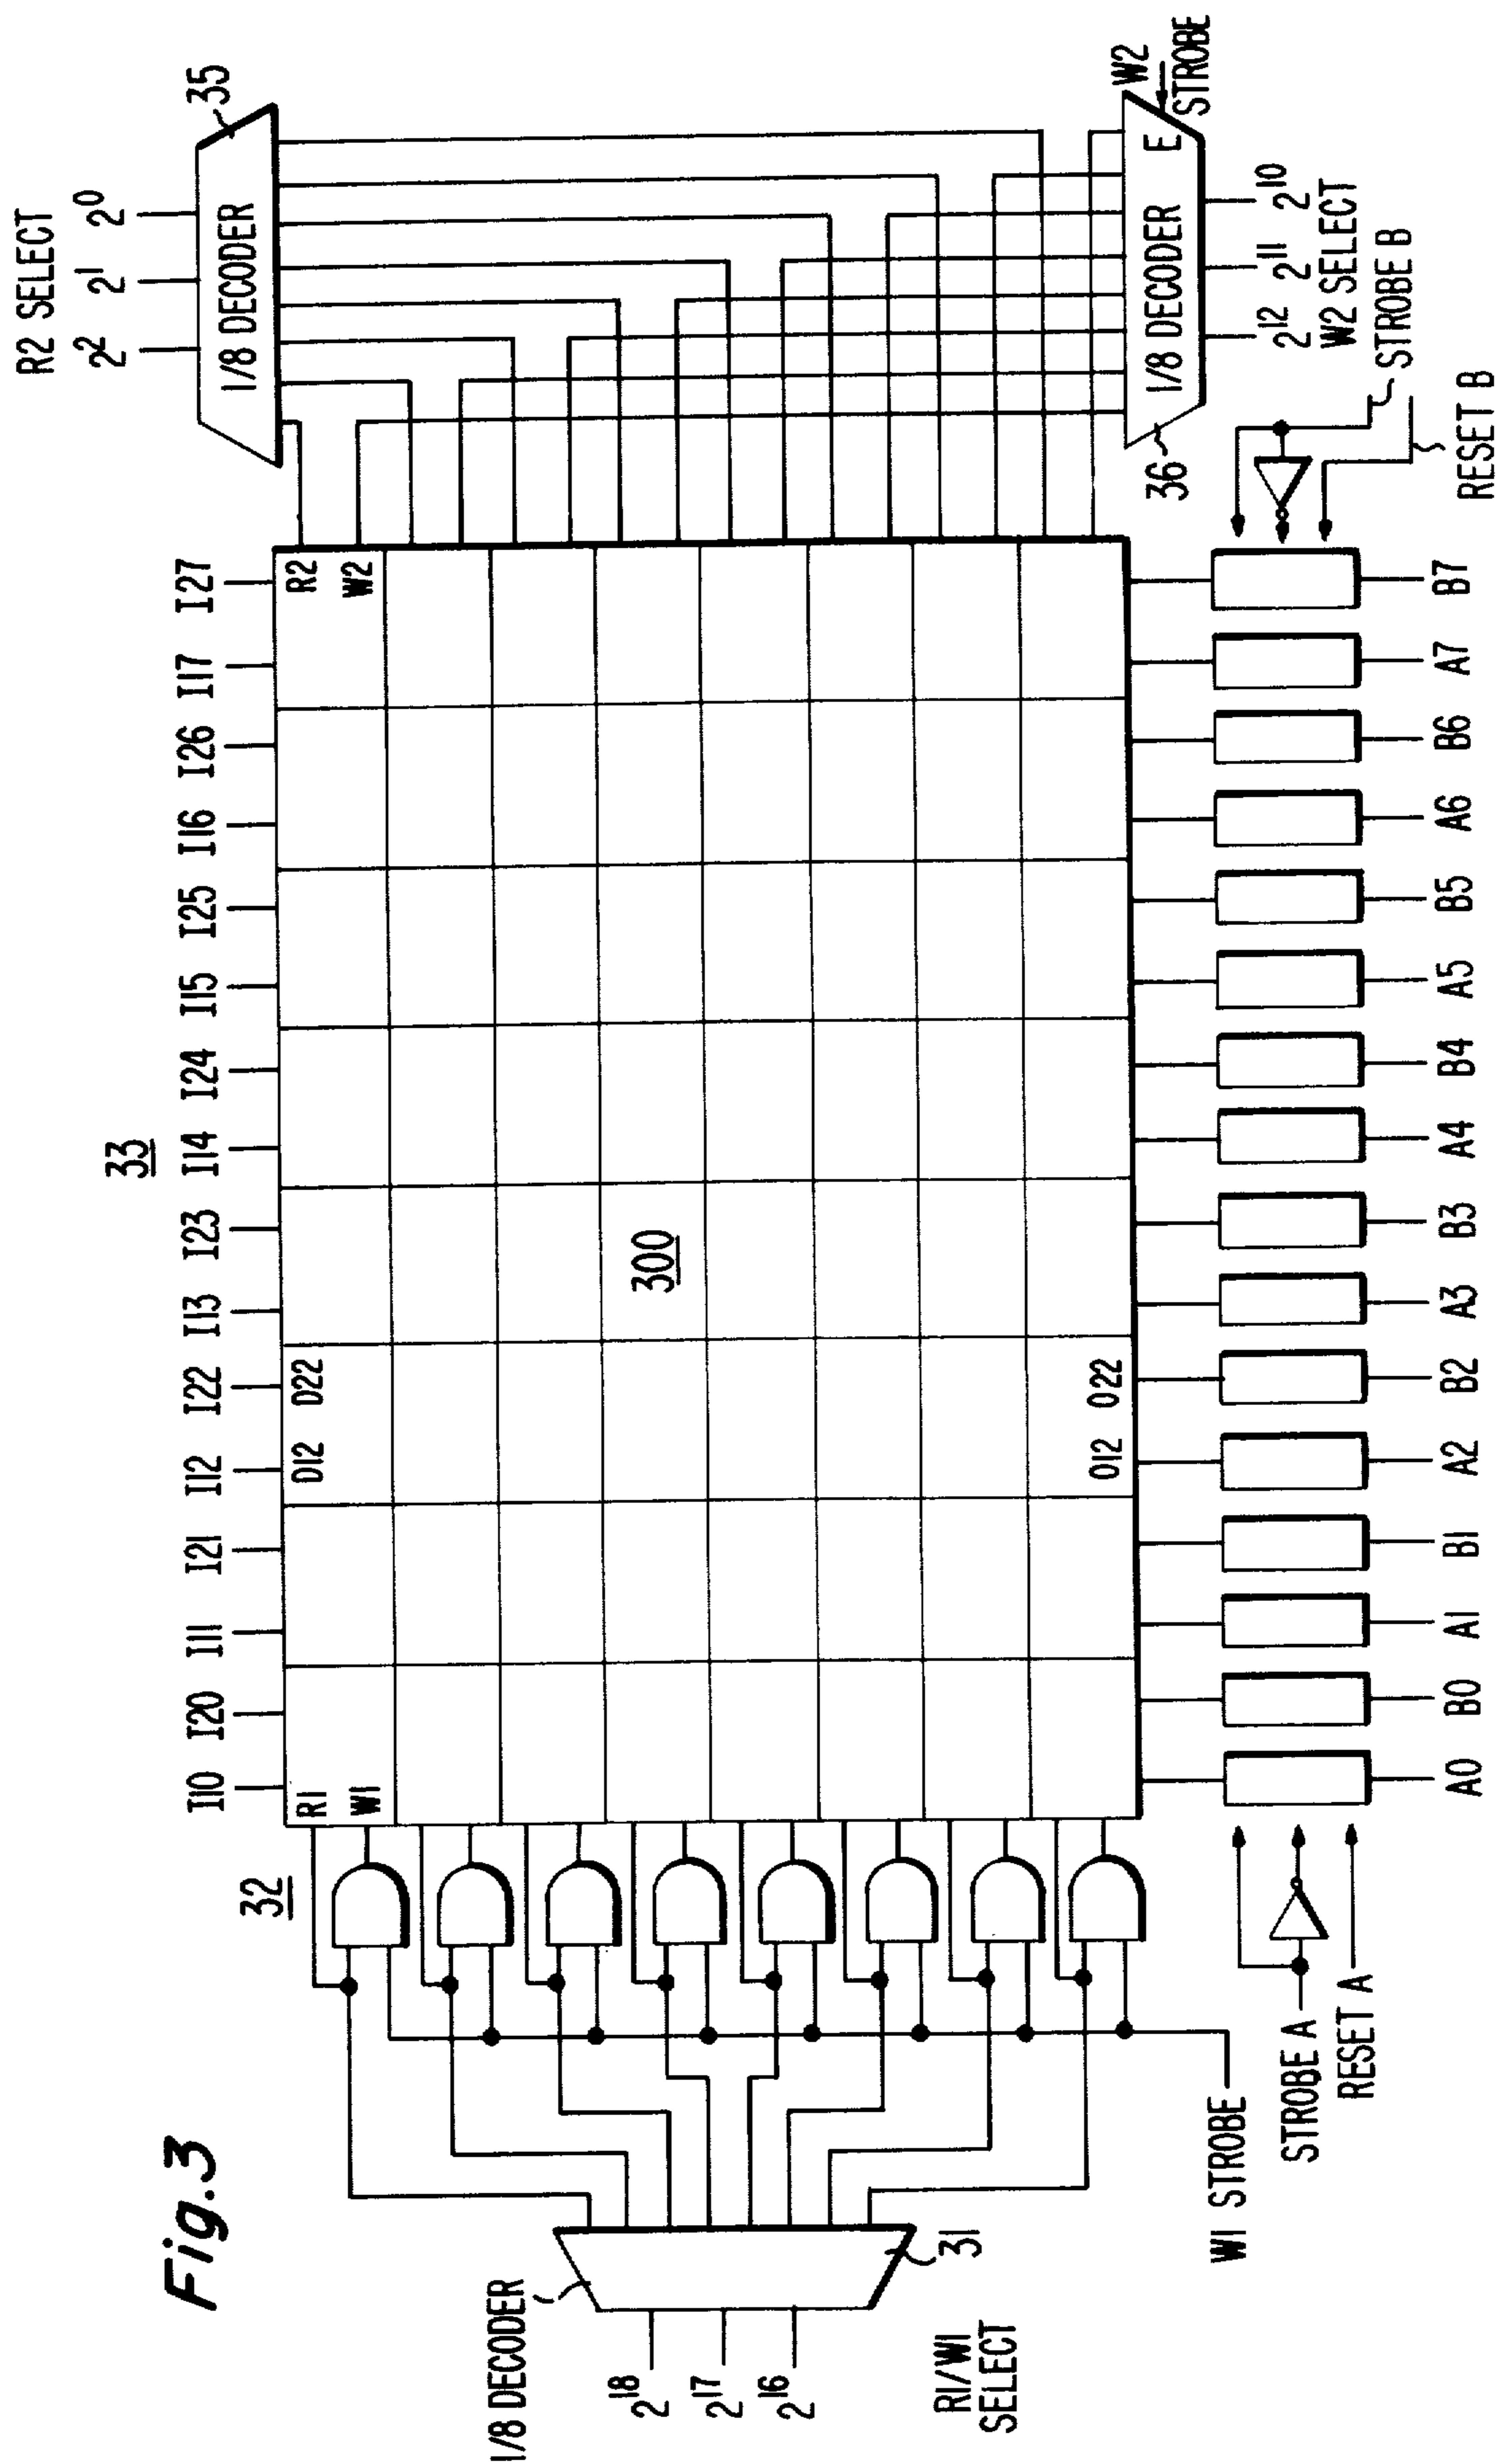 Fig.3
33
I10 I20 I11 I21 I12 I22 I13 I23 I14 I24 I15 I25 I16 I26 I17 I27
R2 SELECT
2^2 2^1 2^0
1/8 DECODER
35
32
R1
W1
D12 D22
R2
W2
300
O12 O22
1/8 DECODER
2^18
2^17
2^16
R1/W1
SELECT
31
W1 STROBE
STROBE A
RESET A
36
1/8 DECODER
E
W2
STROBE
2^12 2^11 2^10
W2 SELECT
STROBE B
RESET B
A0 B0 A1 B1 A2 B2 A3 B3 A4 B4 A5 B5 A6 B6 A7 B7